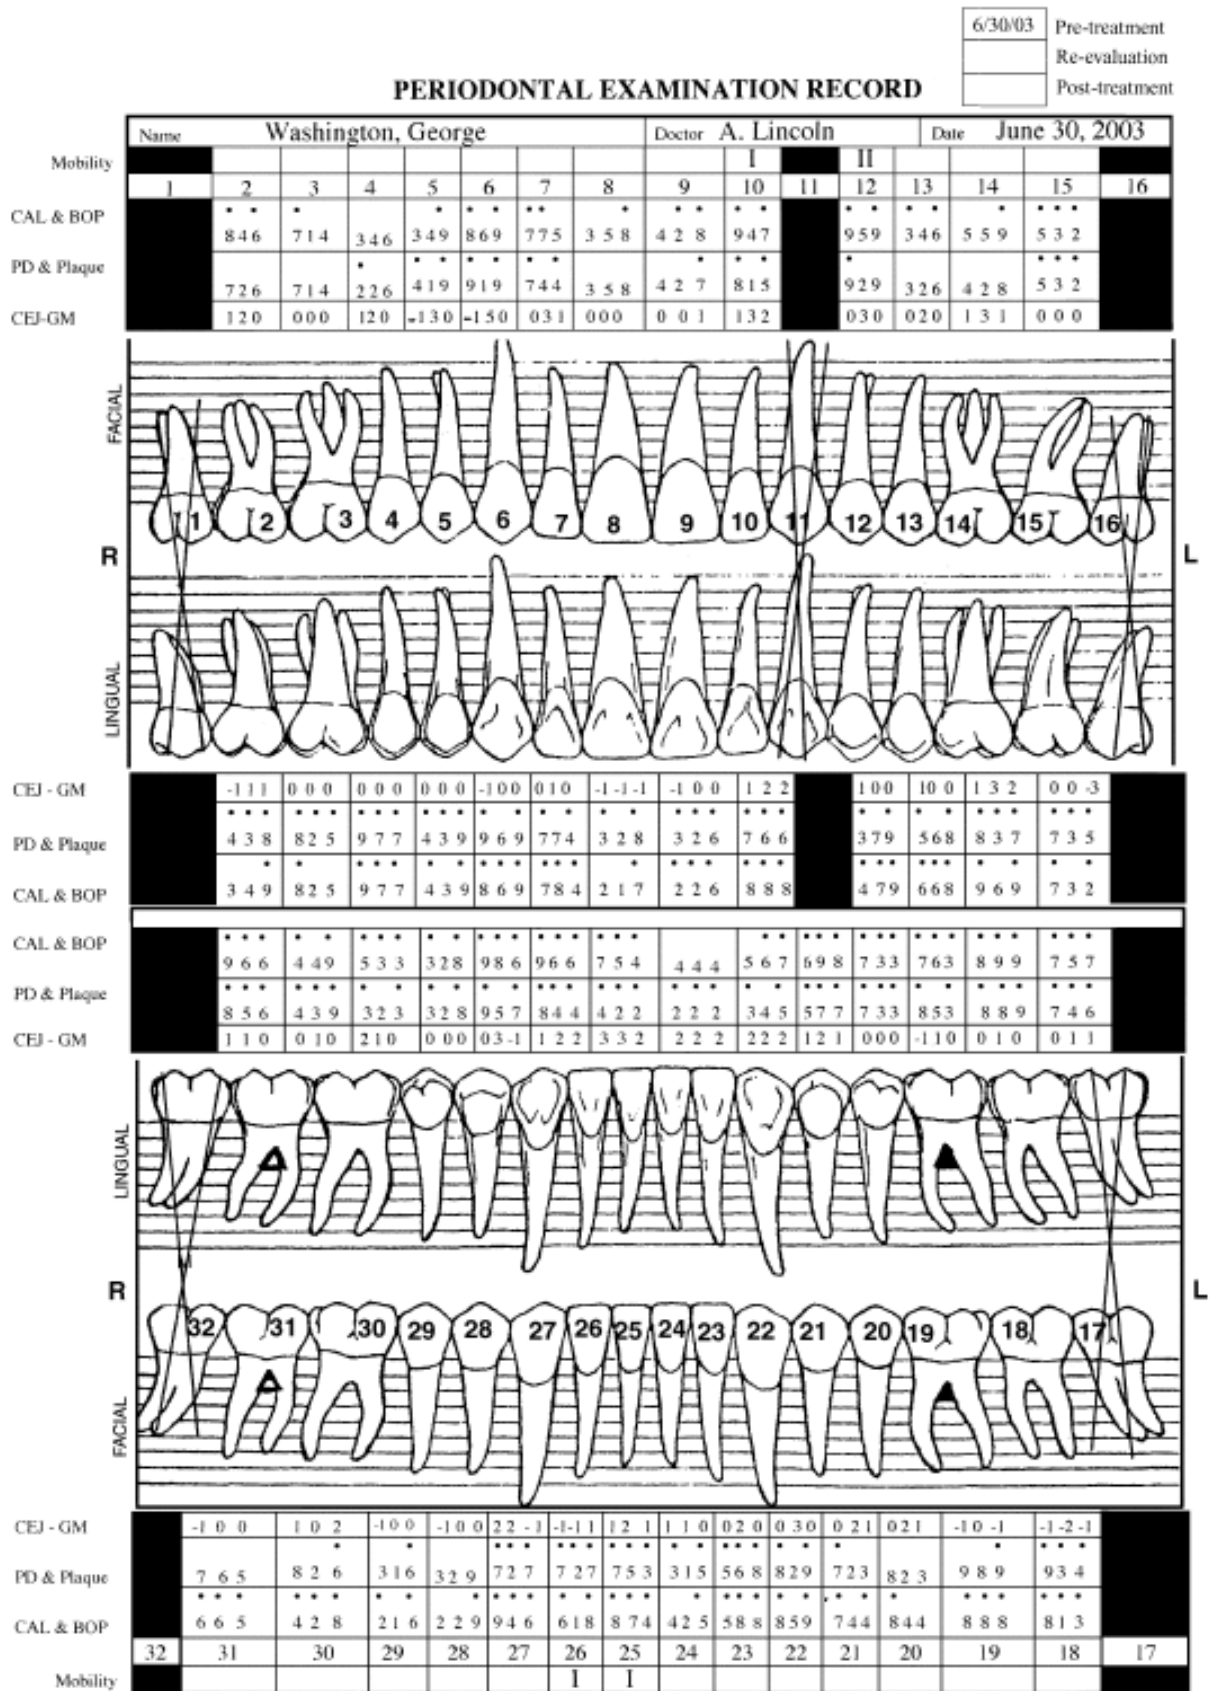 6/30/03 Pre-treatment
Re-evaluation
PERIODONTAL EXAMINATION RECORD Post-treatment
Name Washington, George Doctor A. Lincoln Date June 30, 2003
Mobility I II
1 2 3 4 5 6 7 8 9 10 11 12 13 14 15 16
CAL & BOP 846 714 346 349 869 775 358 428 947 959 346 559 532
PD & Plaque 726 714 226 419 919 744 358 427 815 929 326 428 532
CEJ-GM 120 000 120 -130 -150 031 000 001 132 030 020 131 000
FACIAL
1 2 3 4 5 6 7 8 9 10 11 12 13 14 15 16
R L
LINGUAL
CEJ - GM -111 000 000 000 -100 010 -1-1-1 -100 122 100 100 132 00-3
PD & Plaque 438 825 977 439 969 774 328 326 766 379 568 837 735
CAL & BOP 349 825 977 439 869 784 217 226 888 479 668 969 732
CAL & BOP 966 449 533 328 986 966 754 444 567 698 733 763 899 757
PD & Plaque 856 439 323 328 957 844 422 222 345 577 733 853 889 746
CEJ - GM 110 010 210 000 03-1 122 332 222 222 121 000 -110 010 011
LINGUAL
R L
32 31 30 29 28 27 26 25 24 23 22 21 20 19 18 17
FACIAL
CEJ - GM -100 102 -100 -100 22-1 -1-11 121 110 020 030 021 021 -10-1 -1-2-1
PD & Plaque 765 826 316 329 727 727 753 315 568 829 723 823 989 934
CAL & BOP 665 428 216 229 946 618 874 425 588 859 744 844 888 813
32 31 30 29 28 27 26 25 24 23 22 21 20 19 18 17
Mobility I I